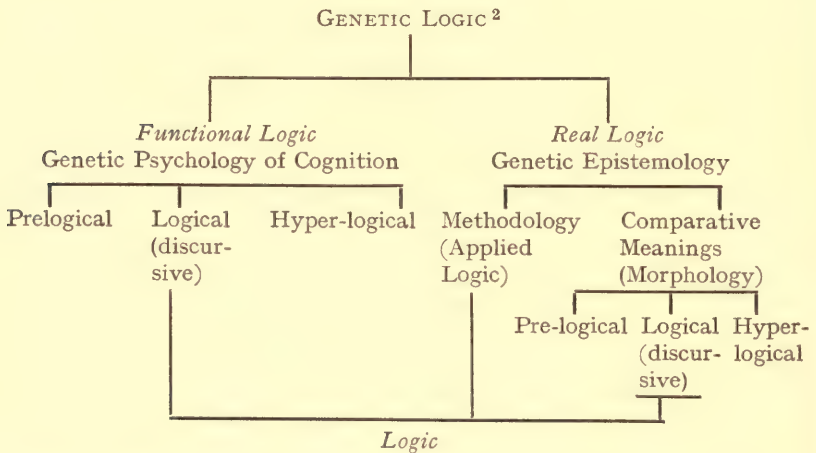 GENETIC LOGIC ²
Functional Logic
Genetic Psychology of Cognition
Real Logic
Genetic Epistemology
Prelogical
Logical
(discur-
sive)
Hyper-logical
Methodology
(Applied
Logic)
Comparative
Meanings
(Morphology)
Pre-logical
Logical
(discur-
sive)
Hyper-
logical
Logic